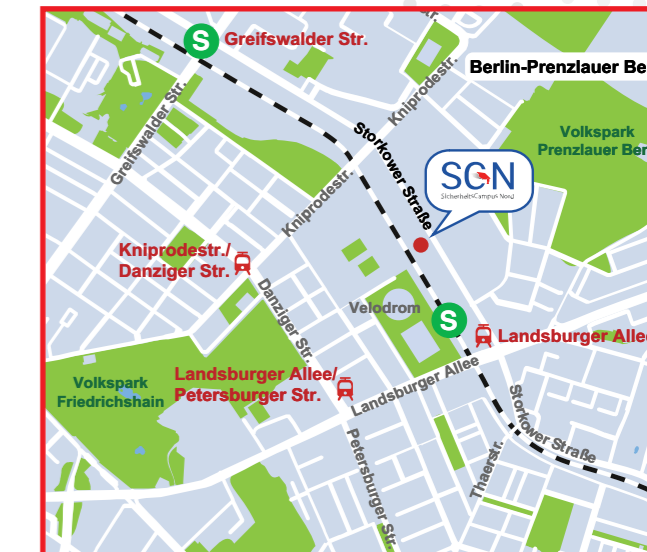 tr.
Greifswalder Str.
S
Berlin-Prenzlauer Be
Kniprodestr.
Greifswalder Str.
Storkower Straße
Volkspark
Prenzlauer Ber
SCN
SicherheitsCampus Nord
Kniprodestr.
Kniprodestr./
Danziger Str.
Danziger Str.
Velodrom
S
Landsburger Allee
Volkspark
Friedrichshain
Landsburger Allee/
Petersburger Str.
Landsburger Allee
Storkower Straße
Thaerstr.
Petersburger Str.